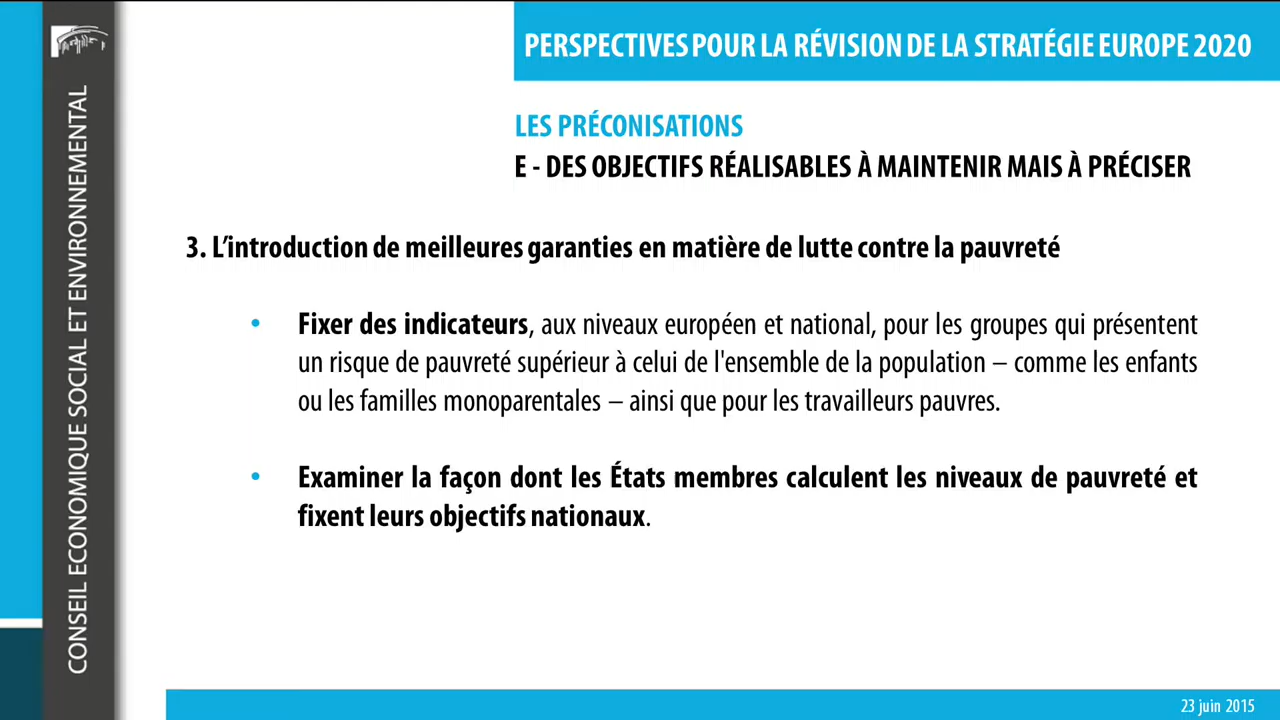 PERSPECTIVES POUR LA RÉVISION DE LA STRATÉGIE EUROPE 2020
LES PRÉCONISATIONS
E - DES OBJECTIFS RÉALISABLES À MAINTENIR MAIS À PRÉCISER
3. L’introduction de meilleures garanties en matière de lutte contre la pauvreté
• Fixer des indicateurs, aux niveaux européen et national, pour les groupes qui présentent
un risque de pauvreté supérieur à celui de l'ensemble de la population – comme les enfants
ou les familles monoparentales – ainsi que pour les travailleurs pauvres.
• Examiner la façon dont les États membres calculent les niveaux de pauvreté et
fixent leurs objectifs nationaux.
CONSEIL ECONOMIQUE SOCIAL ET ENVIRONNEMENTAL
23 juin 2015